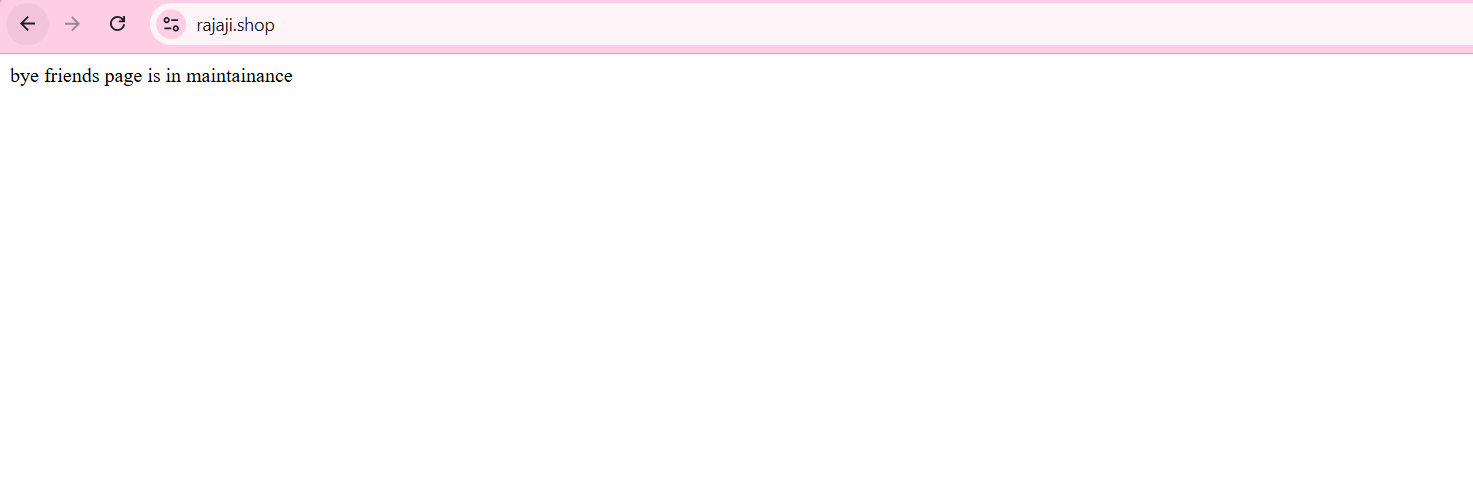 rajaji.shop
bye friends page is in maintainance